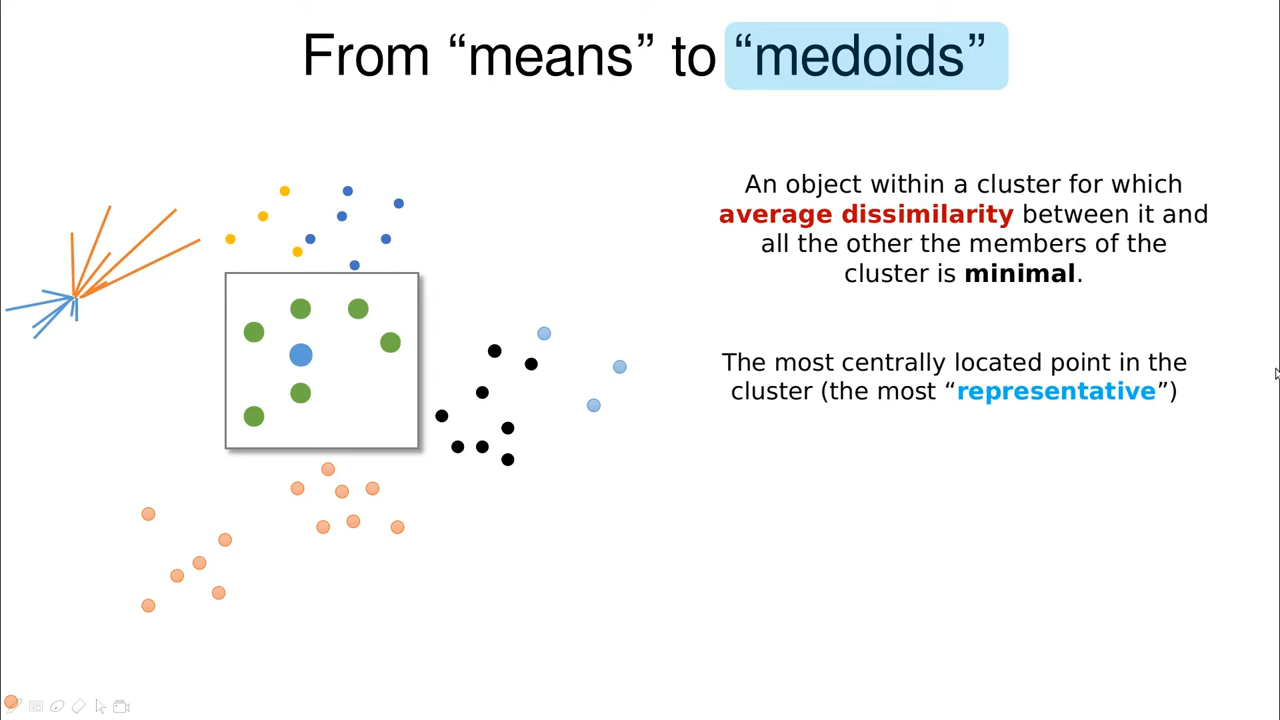 From “means” to “medoids”
An object within a cluster for which
average dissimilarity between it and
all the other the members of the
cluster is minimal.
The most centrally located point in the
cluster (the most “representative”)